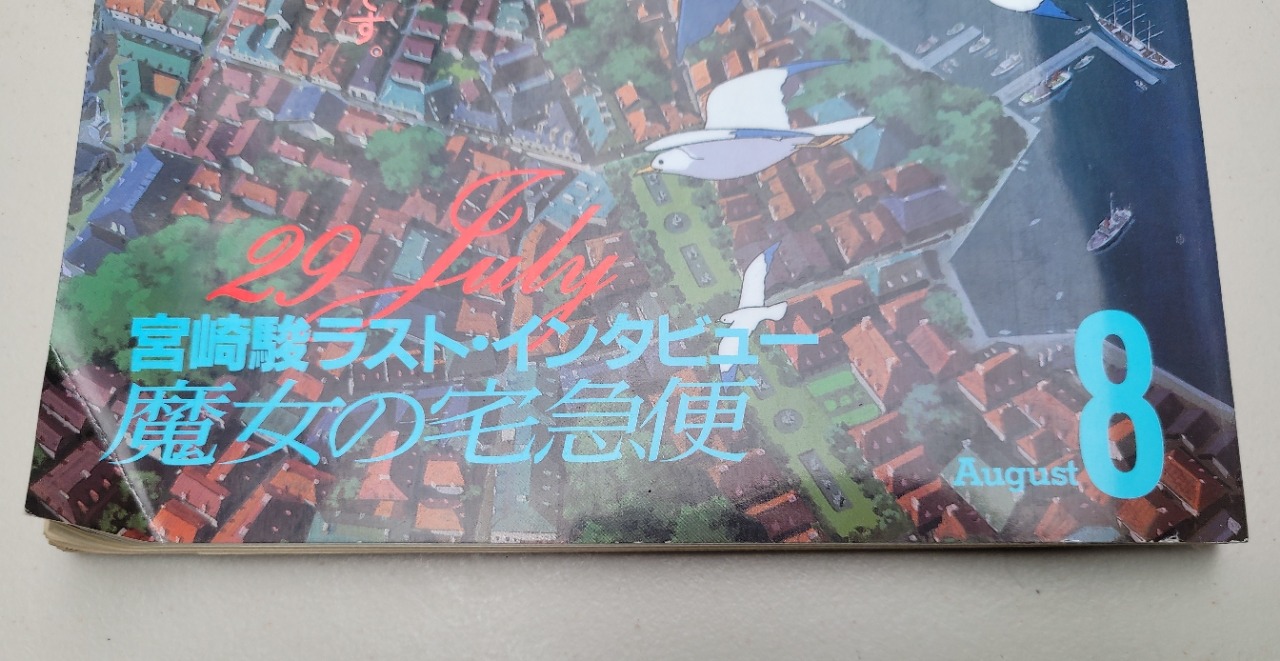 す。
29 July
宮崎駿ラスト・インタビュー
魔女の宅急便
August 8